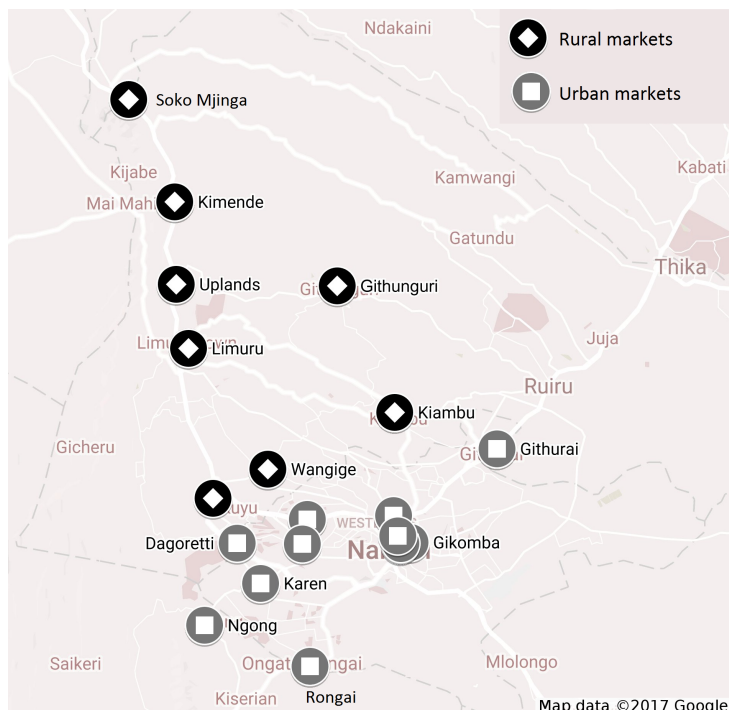 Ndakaini
Rural markets
Urban markets
Soko Mjinga
Kijabe
Kabati
Kamwangi
Mai Mahi
Kimende
Gatundu
Thika
Uplands
Githunguri
Juja
Limuru
Ruiru
Kiambu
Gicheru
Githurai
Wangige
Dagoretti
Gikomba
Karen
Ngong
Saikeri
Mlolongo
Kiserian
Rongai
Map data ©2017 Google